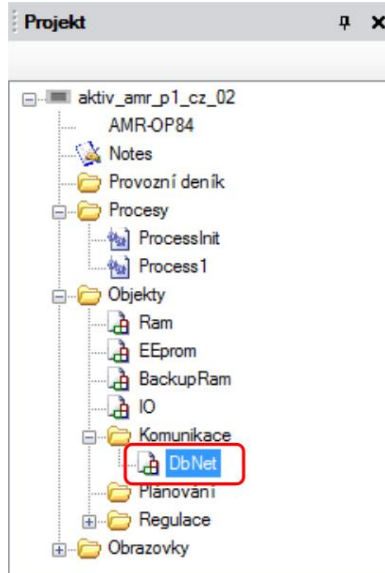 Projekt
aktiv_amr_p1_cz_02
AMR-OP84
Notes
Provozní deník
Procesy
ProcessInit
Process1
Objekty
Ram
EEprom
BackupRam
IO
Komunikace
DbNet
Plánování
Regulace
Obrazovky